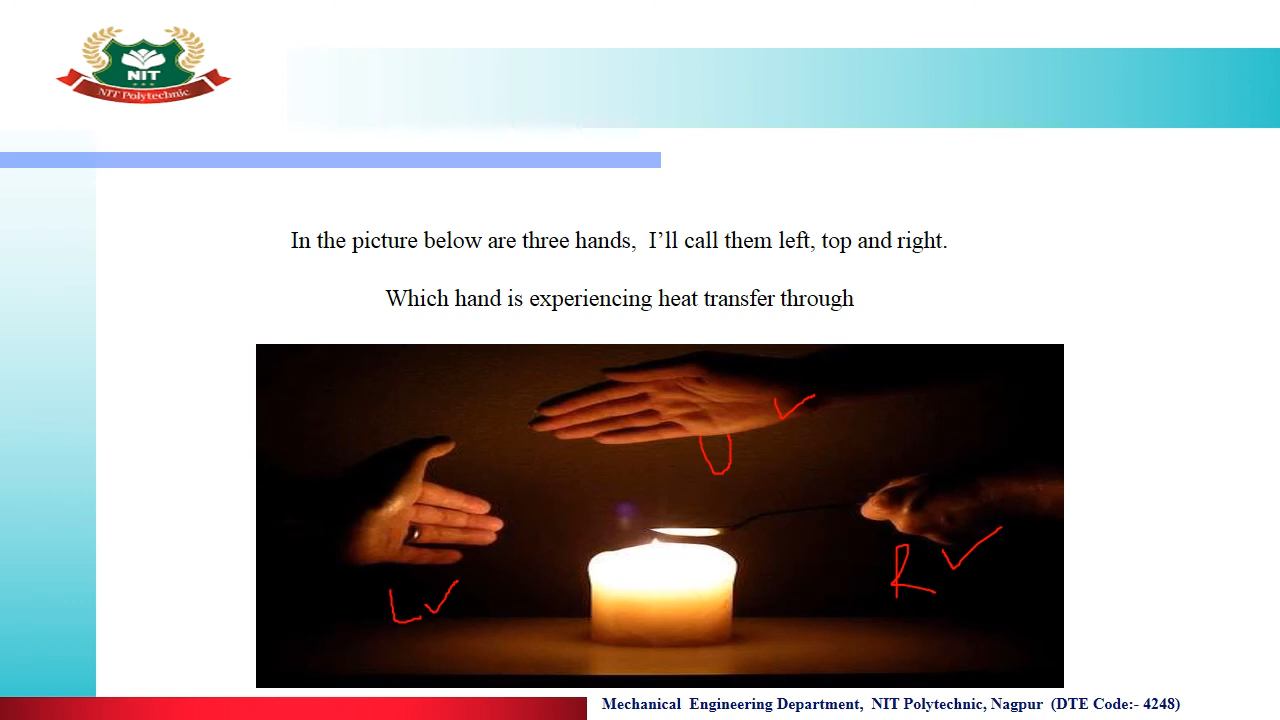 NIT
NIT Polytechnic
In the picture below are three hands, I’ll call them left, top and right.
Which hand is experiencing heat transfer through
L
R
Mechanical Engineering Department, NIT Polytechnic, Nagpur (DTE Code:- 4248)